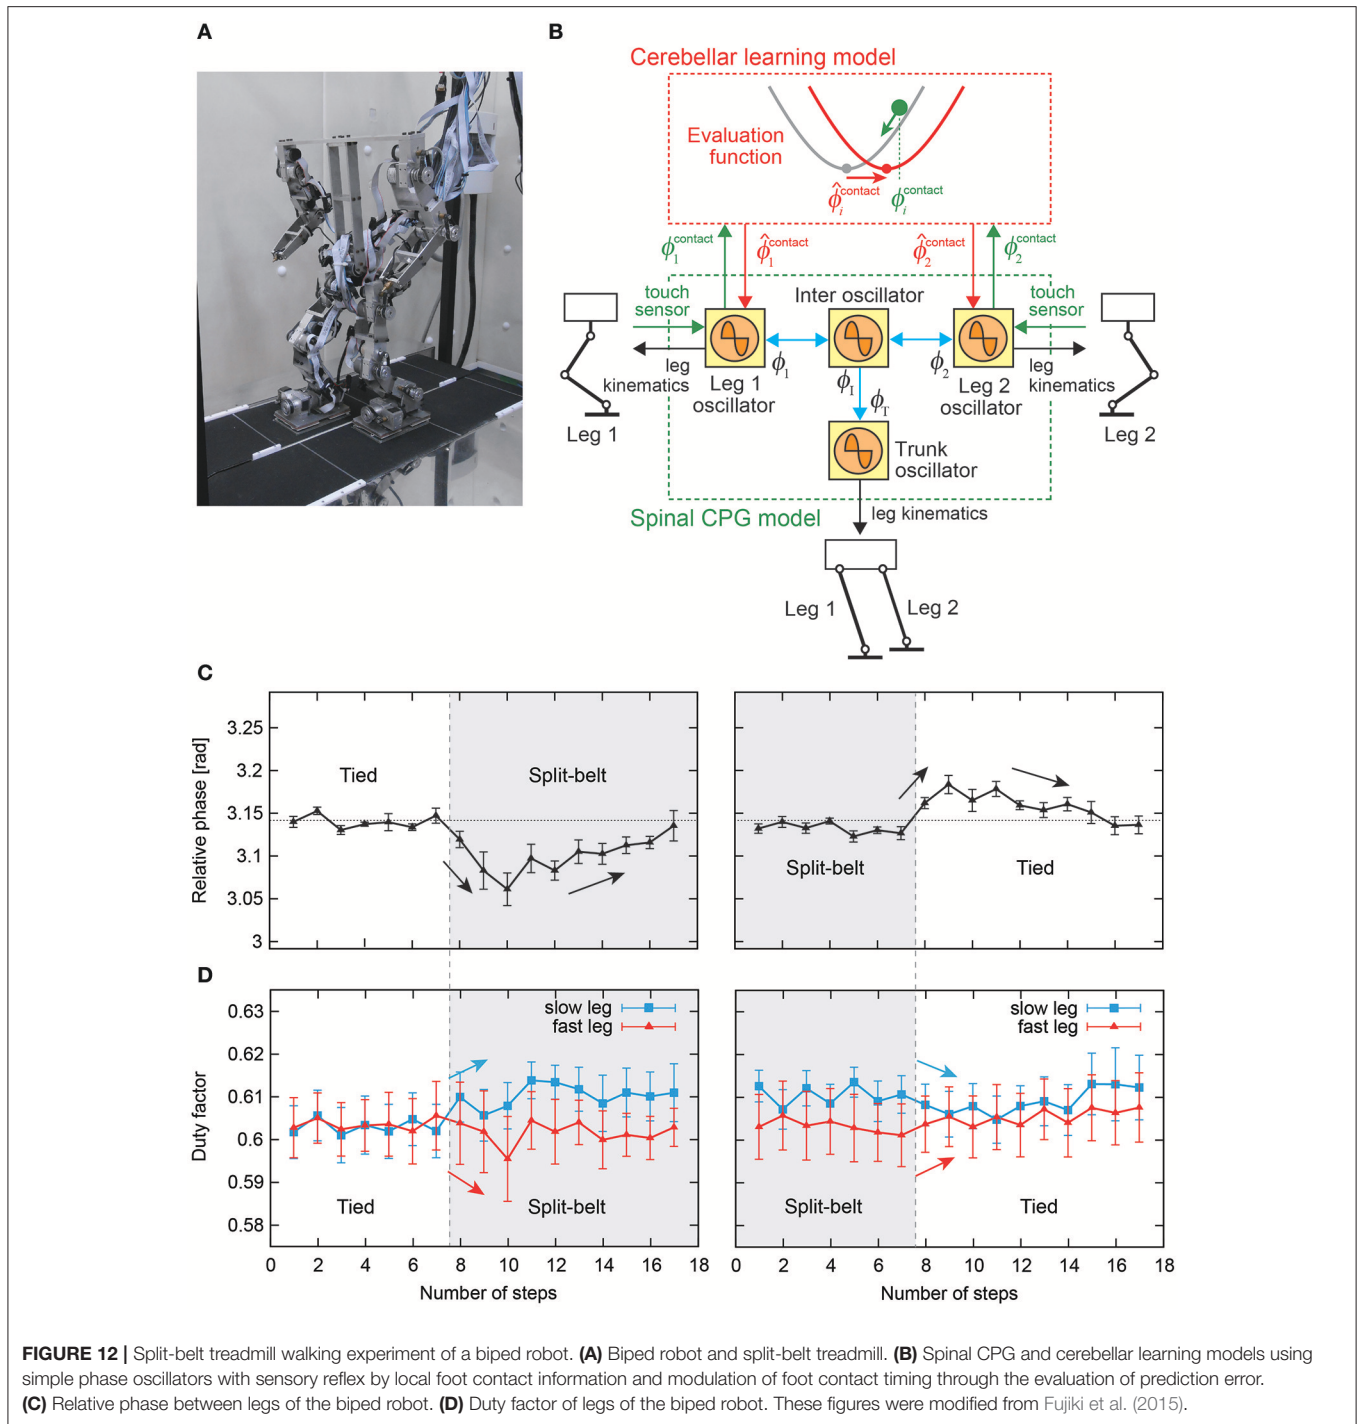 A
B
Cerebellar learning model
Evaluation
function
ϕ̂ᵢcontact ϕᵢcontact
ϕ₁contact ϕ̂₁contact ϕ̂₂contact ϕ₂contact
touch
sensor
Inter oscillator
touch
sensor
leg
kinematics
ϕ₁
ϕI
ϕ₂
leg
kinematics
Leg 1
oscillator
ϕT
Leg 2
oscillator
Leg 1
Leg 2
Trunk
oscillator
Spinal CPG model
leg kinematics
Leg 1
Leg 2
C
Relative phase [rad]
3.25
3.2
3.15
3.1
3.05
3
Tied
Split-belt
Split-belt
Tied
D
Duty factor
0.63
0.62
0.61
0.6
0.59
0.58
slow leg
fast leg
Tied
Split-belt
slow leg
fast leg
Split-belt
Tied
0 2 4 6 8 10 12 14 16 18
Number of steps
0 2 4 6 8 10 12 14 16 18
Number of steps
FIGURE 12 | Split-belt treadmill walking experiment of a biped robot. (A) Biped robot and split-belt treadmill. (B) Spinal CPG and cerebellar learning models using
simple phase oscillators with sensory reflex by local foot contact information and modulation of foot contact timing through the evaluation of prediction error.
(C) Relative phase between legs of the biped robot. (D) Duty factor of legs of the biped robot. These figures were modified from Fujiki et al. (2015).